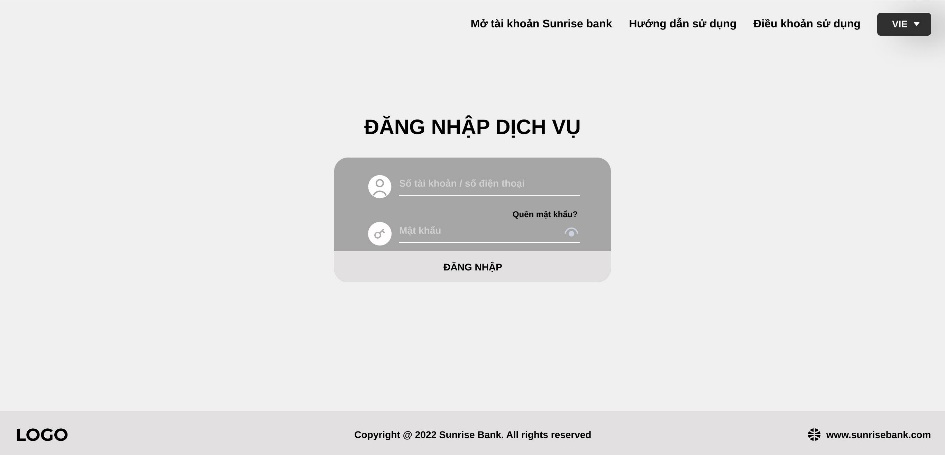 Mở tài khoản Sunrise bank Hướng dẫn sử dụng Điều khoản sử dụng VIE
ĐĂNG NHẬP DỊCH VỤ
Số tài khoản / số điện thoại
Quên mật khẩu?
Mật khẩu
ĐĂNG NHẬP
LOGO Copyright @ 2022 Sunrise Bank. All rights reserved www.sunrisebank.com